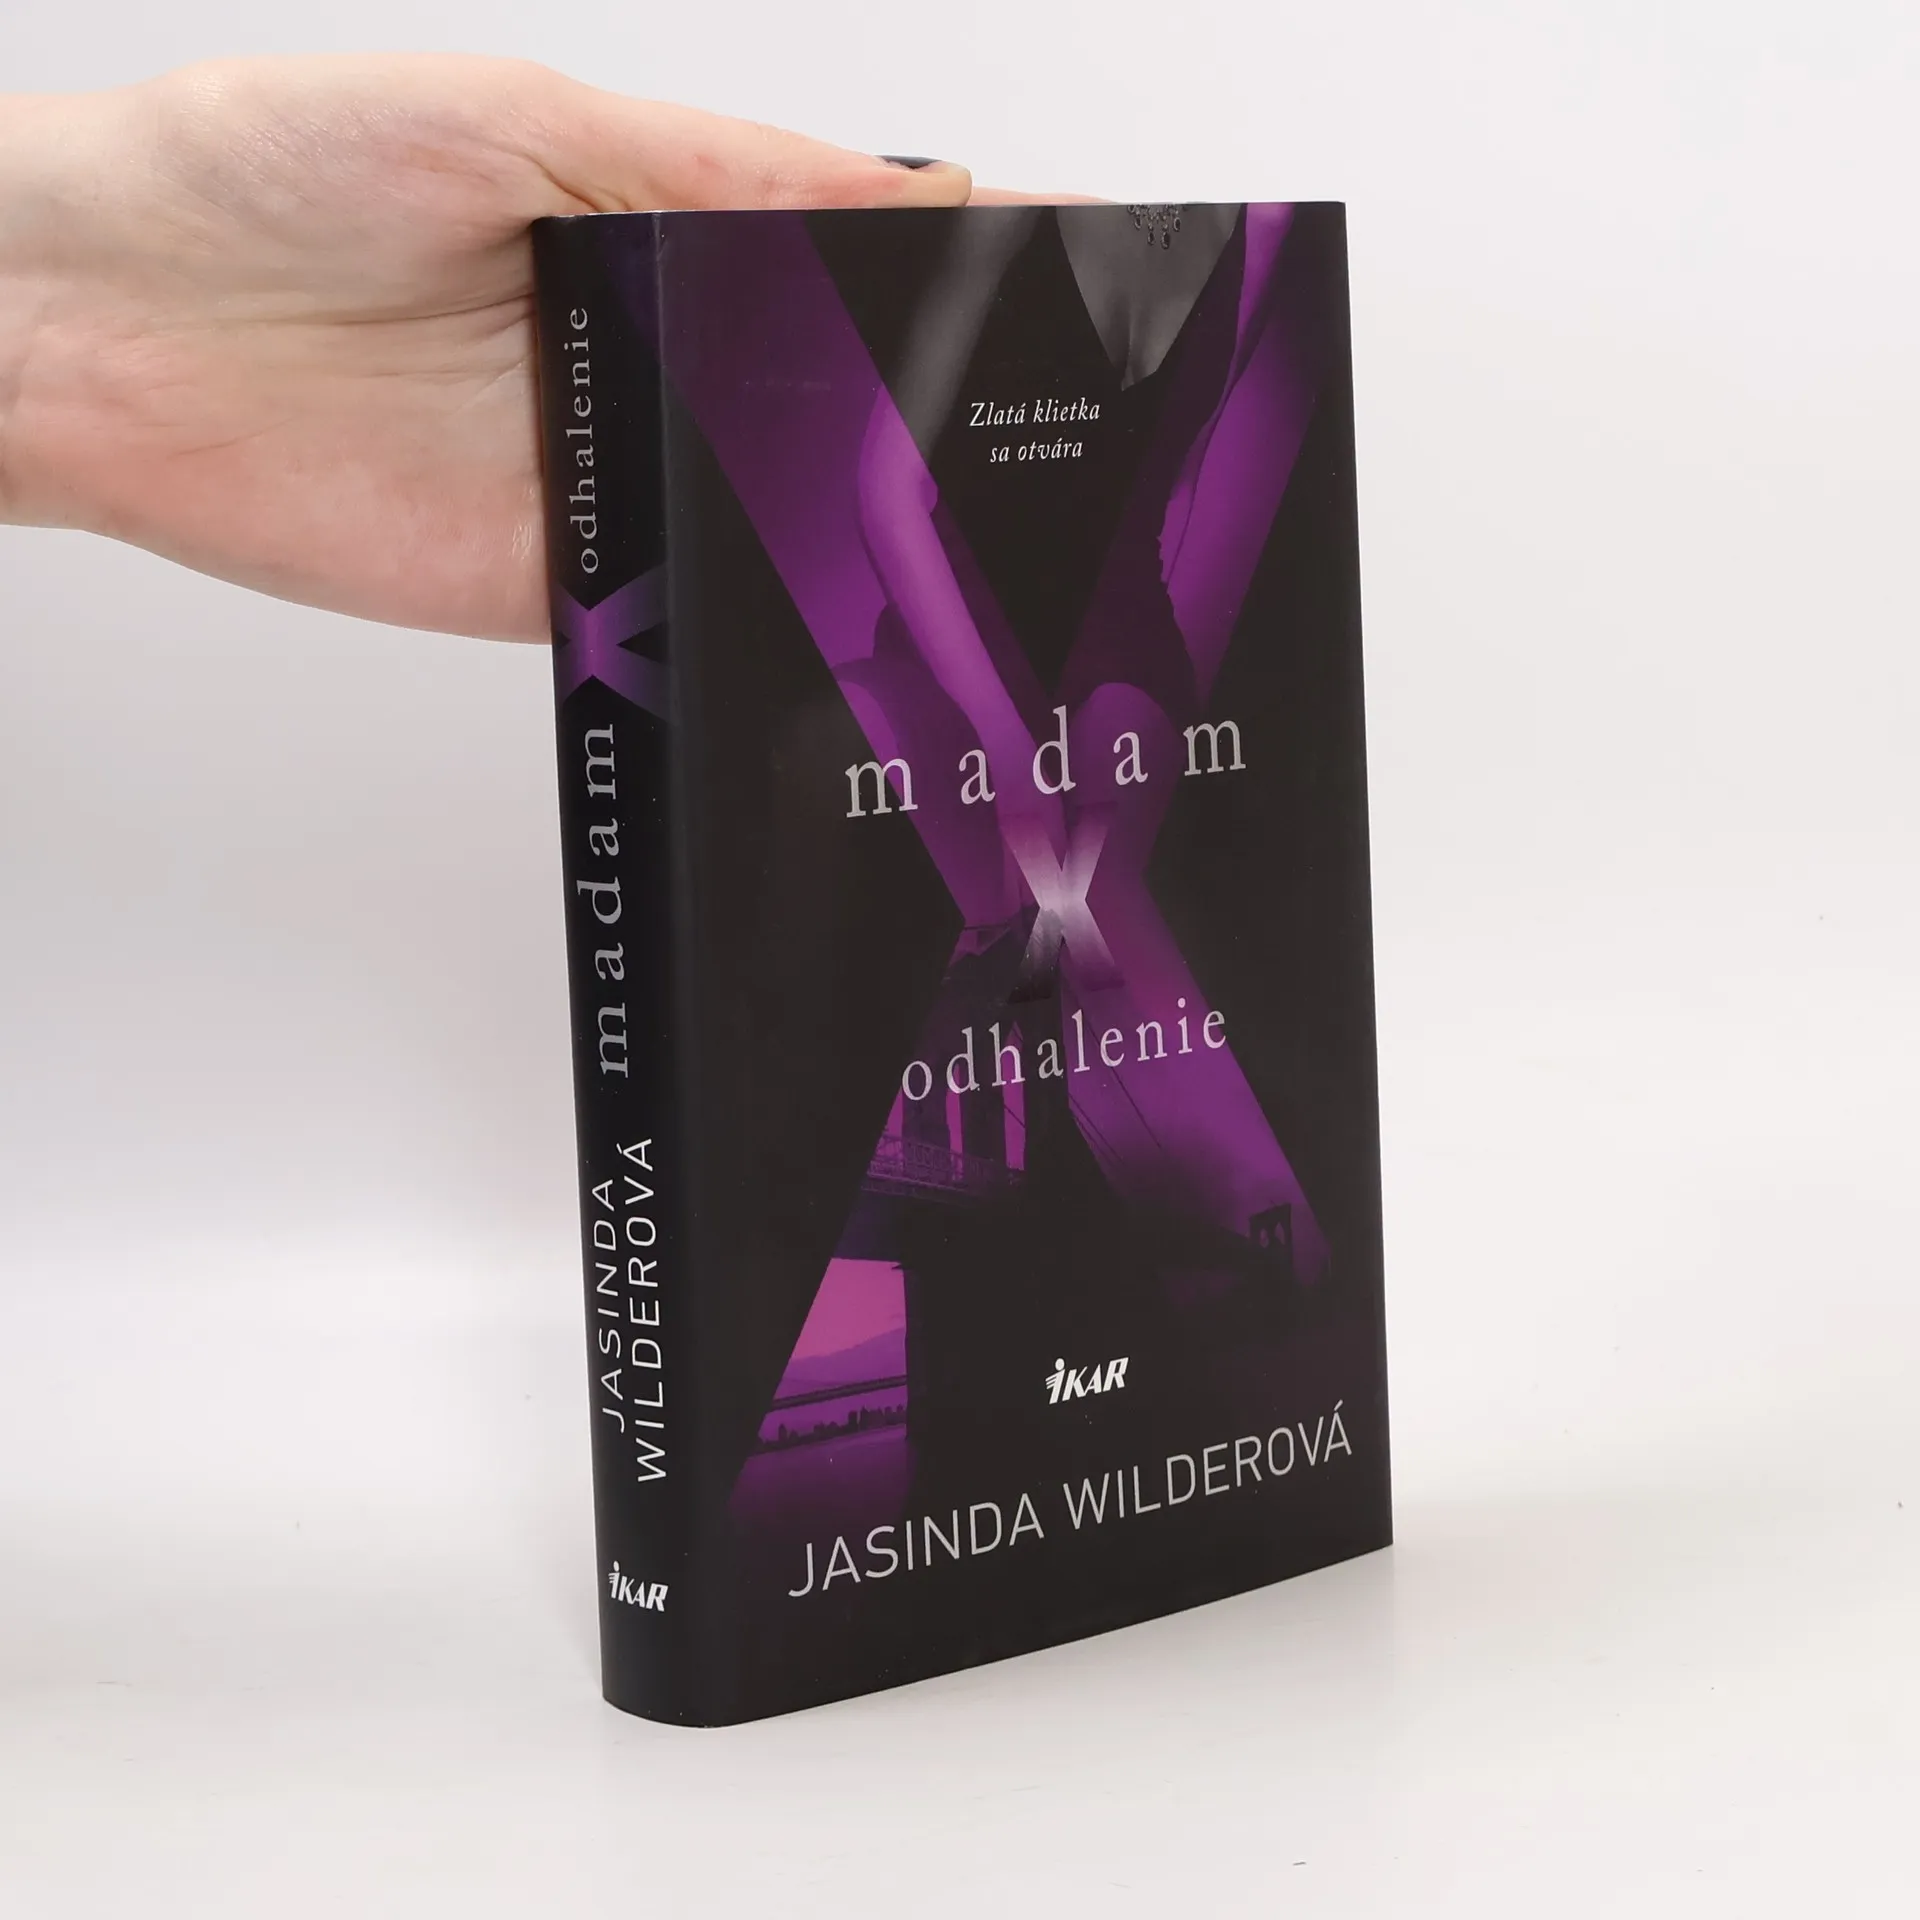 odhalenie
X
madam
JASINDA
WILDEROVÁ
IKAR
Zlatá klietka
sa otvára
madam
X
odhalenie
IKAR
JASINDA WILDEROVÁ